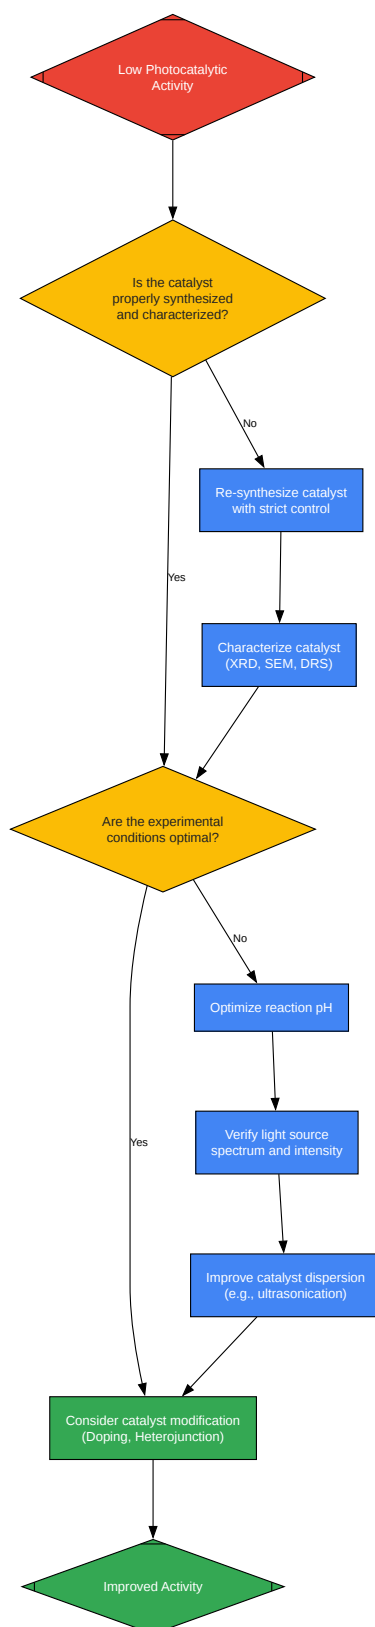 Low Photocatalytic
Activity
Is the catalyst
properly synthesized
and characterized?
No
Re-synthesize catalyst
with strict control
Yes
Characterize catalyst
(XRD, SEM, DRS)
Are the experimental
conditions optimal?
No
Optimize reaction pH
Verify light source
spectrum and intensity
Yes
Improve catalyst dispersion
(e.g., ultrasonication)
Consider catalyst modification
(Doping, Heterojunction)
Improved Activity